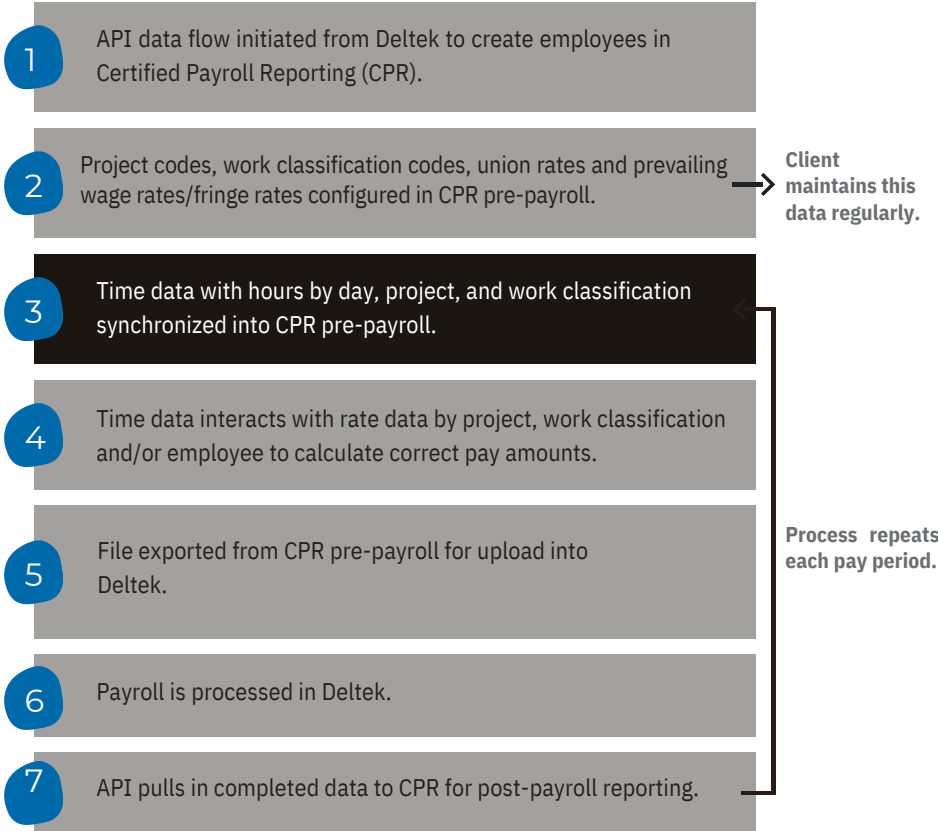 1
API data flow initiated from Deltek to create employees in
Certified Payroll Reporting (CPR).
2
Project codes, work classification codes, union rates and prevailing
wage rates/fringe rates configured in CPR pre-payroll.
Client
maintains this
data regularly.
3
Time data with hours by day, project, and work classification
synchronized into CPR pre-payroll.
4
Time data interacts with rate data by project, work classification
and/or employee to calculate correct pay amounts.
5
File exported from CPR pre-payroll for upload into
Deltek.
Process repeats
each pay period.
6
Payroll is processed in Deltek.
7
API pulls in completed data to CPR for post-payroll reporting.